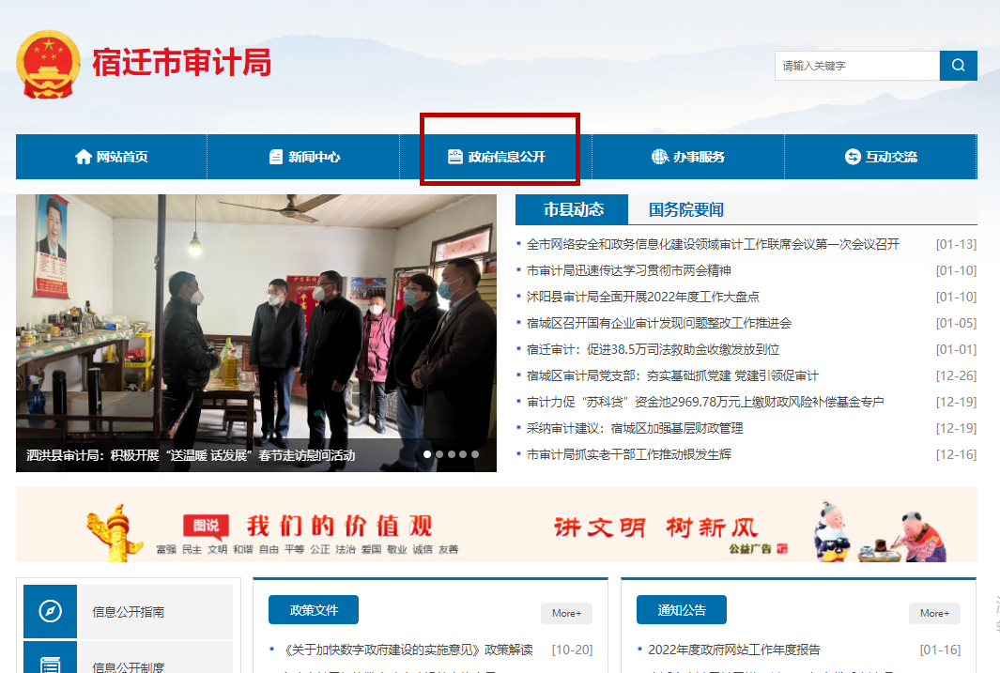 宿迁市审计局
请输入关键字
网站首页
新闻中心
政府信息公开
办事服务
互动交流
泗洪县审计局：积极开展“送温暖 话发展”春节走访慰问活动
市县动态
国务院要闻
全市网络安全和政务信息化建设领域审计工作联席会议第一次会议召开 [01-13]
市审计局迅速传达学习贯彻市两会精神 [01-10]
沭阳县审计局全面开展2022年度工作大盘点 [01-10]
宿城区召开国有企业审计发现问题整改工作推进会 [01-05]
宿迁审计：促进38.5万司法救助金收缴发放到位 [01-01]
宿城区审计局党支部：夯实基础抓党建 党建引领促审计 [12-26]
审计力促“苏科贷”资金池2969.78万元上缴财政风险补偿基金专户 [12-19]
采纳审计建议：宿城区加强基层财政管理 [12-19]
市审计局抓实老干部工作推动银发生辉 [12-16]
图说 我们的价值观
富强 民主 文明 和谐 自由 平等 公正 法治 爱国 敬业 诚信 友善
讲文明 树新风
公益广告
信息公开指南
信息公开制度
政策文件
More+
《关于加快数字政府建设的实施意见》政策解读 [10-20]
通知公告
More+
2022年度政府网站工作年度报告 [01-16]